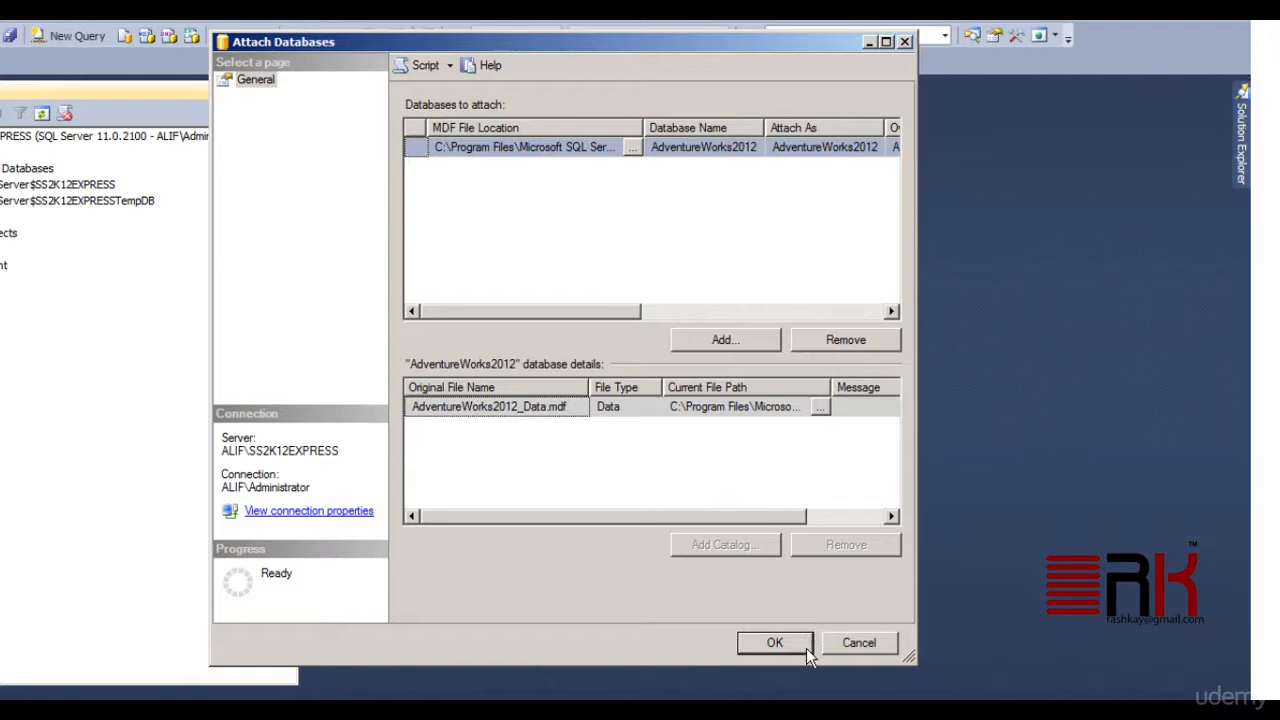 New Query
Attach Databases
Select a page
General
Script
Help
Databases to attach:
MDF File Location
Database Name
Attach As
C:\Program Files\Microsoft SQL Ser...
...
AdventureWorks2012
AdventureWorks2012
A
PRESS (SQL Server 11.0.2100 - ALIF\Admi
Databases
Server$SS2K12EXPRESS
Server$SS2K12EXPRESSTempDB
ects
nt
Solution Explorer
Add...
Remove
"AdventureWorks2012" database details:
Original File Name
File Type
Current File Path
Message
AdventureWorks2012_Data.mdf
Data
C:\Program Files\Microso...
...
Connection
Server:
ALIF\SS2K12EXPRESS
Connection:
ALIF\Administrator
View connection properties
Progress
Ready
Add Catalog...
Remove
OK
Cancel
RK™
rashkay@gmail.com
udemy